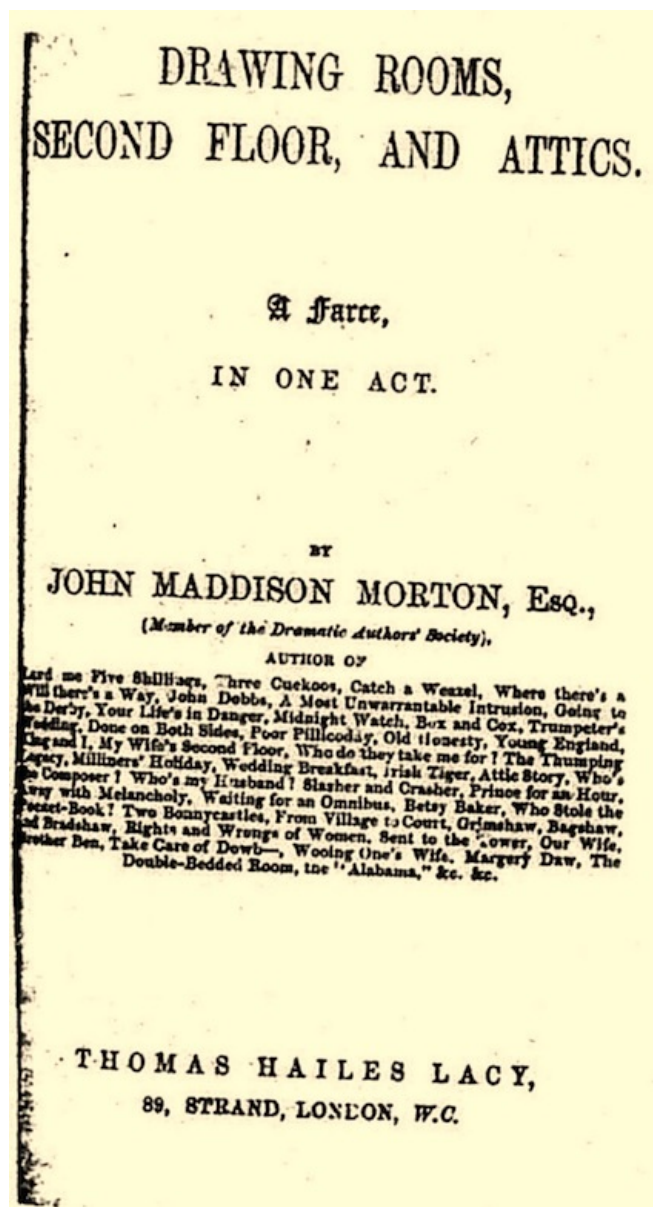 DRAWING ROOMS,
SECOND FLOOR, AND ATTICS.
A Farce,
IN ONE ACT.
BY
JOHN MADDISON MORTON, Esq.,
(Member of the Dramatic Authors' Society),
AUTHOR OF
me Five Shillings, Three Cuckoos, Catch a Weazel, Where there's a
Will there's a Way, John Dobbs, A Most Unwarrantable Intrusion, Going to
the Derby, Your Life's in Danger, Midnight Watch, Box and Cox, Trumpeter's
Wedding, Done on Both Sides, Poor Pillicoddy, Old Honesty, Young England,
King and I, My Wife's Second Floor, Who do they take me for? The Thumping
Legacy, Milliners' Holiday, Wedding Breakfast, Irish Tiger, Attic Story, Who's
the Composer? Who's my Husband? Slasher and Crasher, Prince for an Hour,
Away with Melancholy, Waiting for an Omnibus, Betsy Baker, Who Stole the
Pocket-Book? Two Bonnycastles, From Village to Court, Grimshaw, Bagshaw,
and Bradshaw, Rights and Wrongs of Women, Sent to the Tower, Our Wife,
Brother Ben, Take Care of Dowb—, Wooing One's Wife, Margery Daw, The
Double-Bedded Room, the "Alabama," &c. &c.
THOMAS HAILES LACY,
89, STRAND, LONDON, W.C.